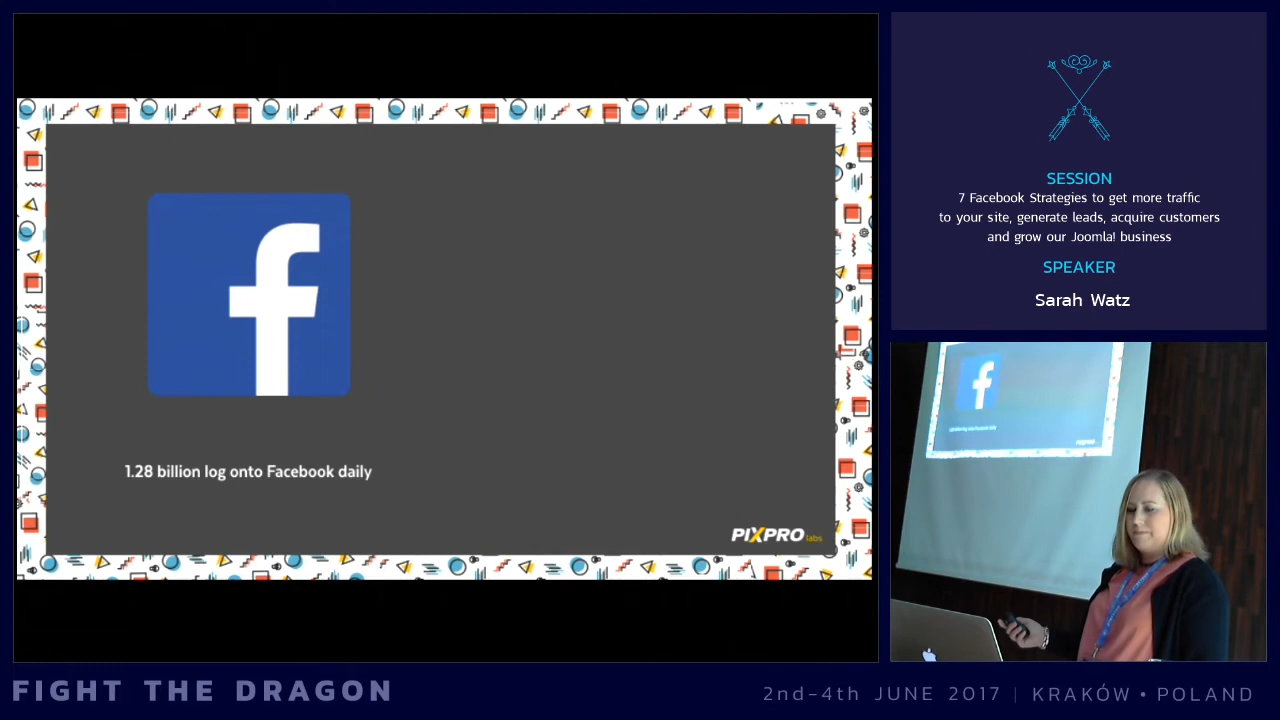 1.28 billion log onto Facebook daily
PIXPRO labs
SESSION
7 Facebook Strategies to get more traffic
to your site, generate leads, acquire customers
and grow our Joomla! business
SPEAKER
Sarah Watz
PIXPRO
FIGHT THE DRAGON
2nd-4th JUNE 2017 | KRAKÓW • POLAND